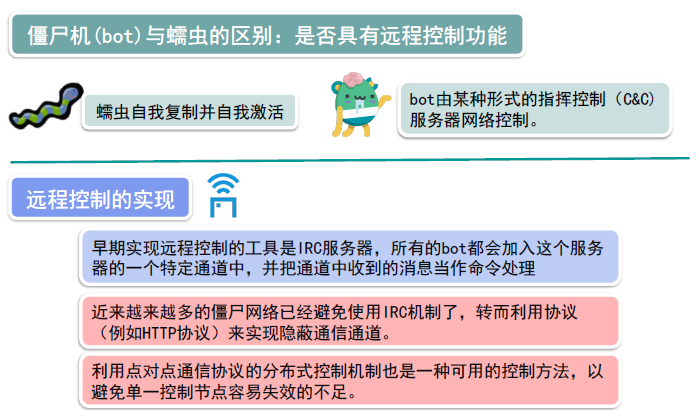 僵尸机(bot)与蠕虫的区别：是否具有远程控制功能
蠕虫自我复制并自我激活
bot由某种形式的指挥控制（C&C)
服务器网络控制。
远程控制的实现
早期实现远程控制的工具是IRC服务器，所有的bot都会加入这个服务
器的一个特定通道中，并把通道中收到的消息当作命令处理
近来越来越多的僵尸网络已经避免使用IRC机制了，转而利用协议
（例如HTTP协议）来实现隐蔽通信通道。
利用点对点通信协议的分布式控制机制也是一种可用的控制方法，以
避免单一控制节点容易失效的不足。